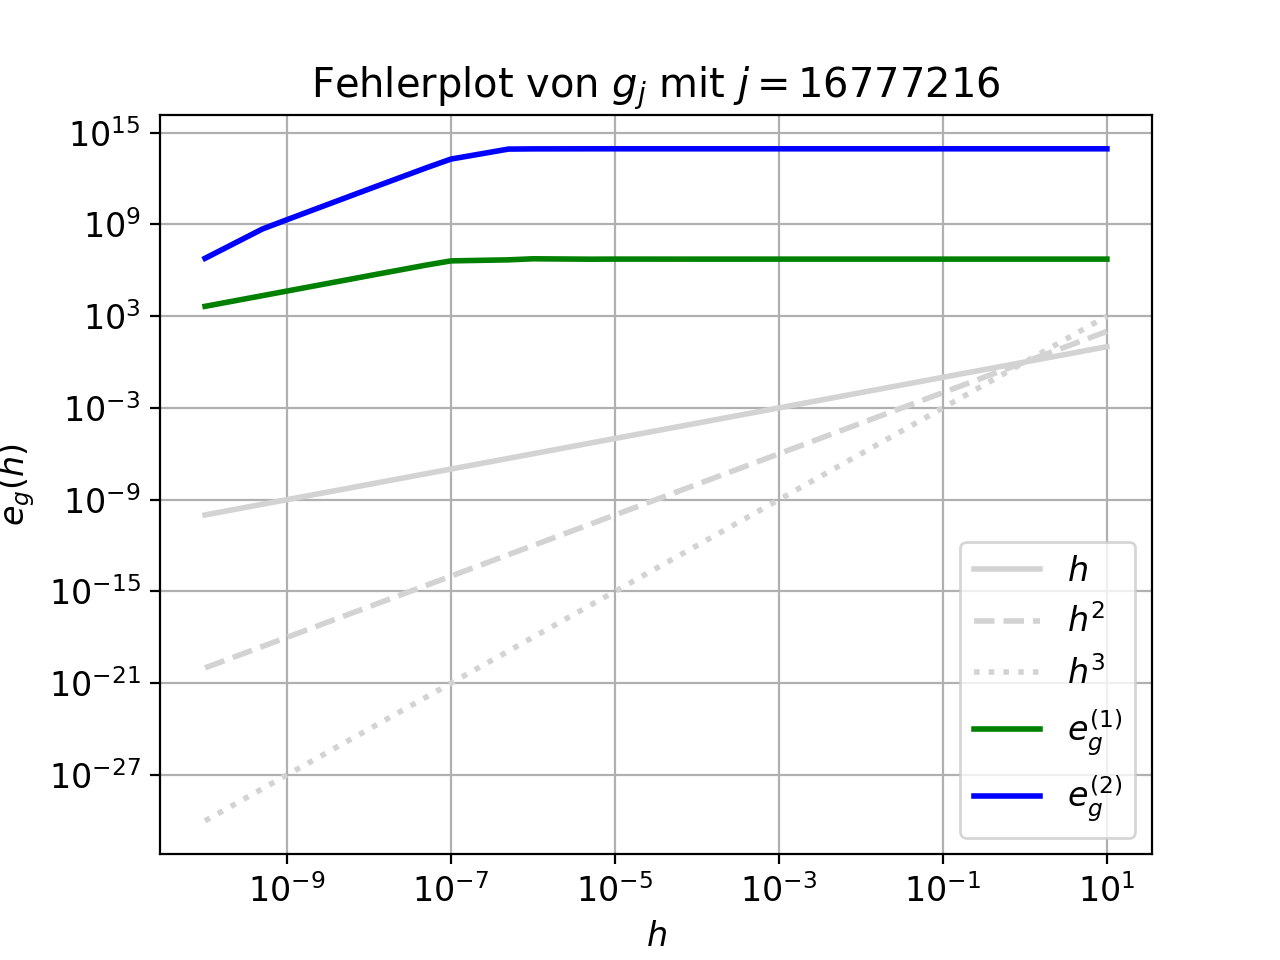 Fehlerplot von $g_j$ mit $j = 16777216$
$10^{15}$
$10^{9}$
$10^{3}$
$10^{-3}$
$10^{-9}$
$10^{-15}$
$10^{-21}$
$10^{-27}$
$e_g(h)$
$h$
$h^2$
$h^3$
$e_g^{(1)}$
$e_g^{(2)}$
$10^{-9}$ $10^{-7}$ $10^{-5}$ $10^{-3}$ $10^{-1}$ $10^{1}$
$h$